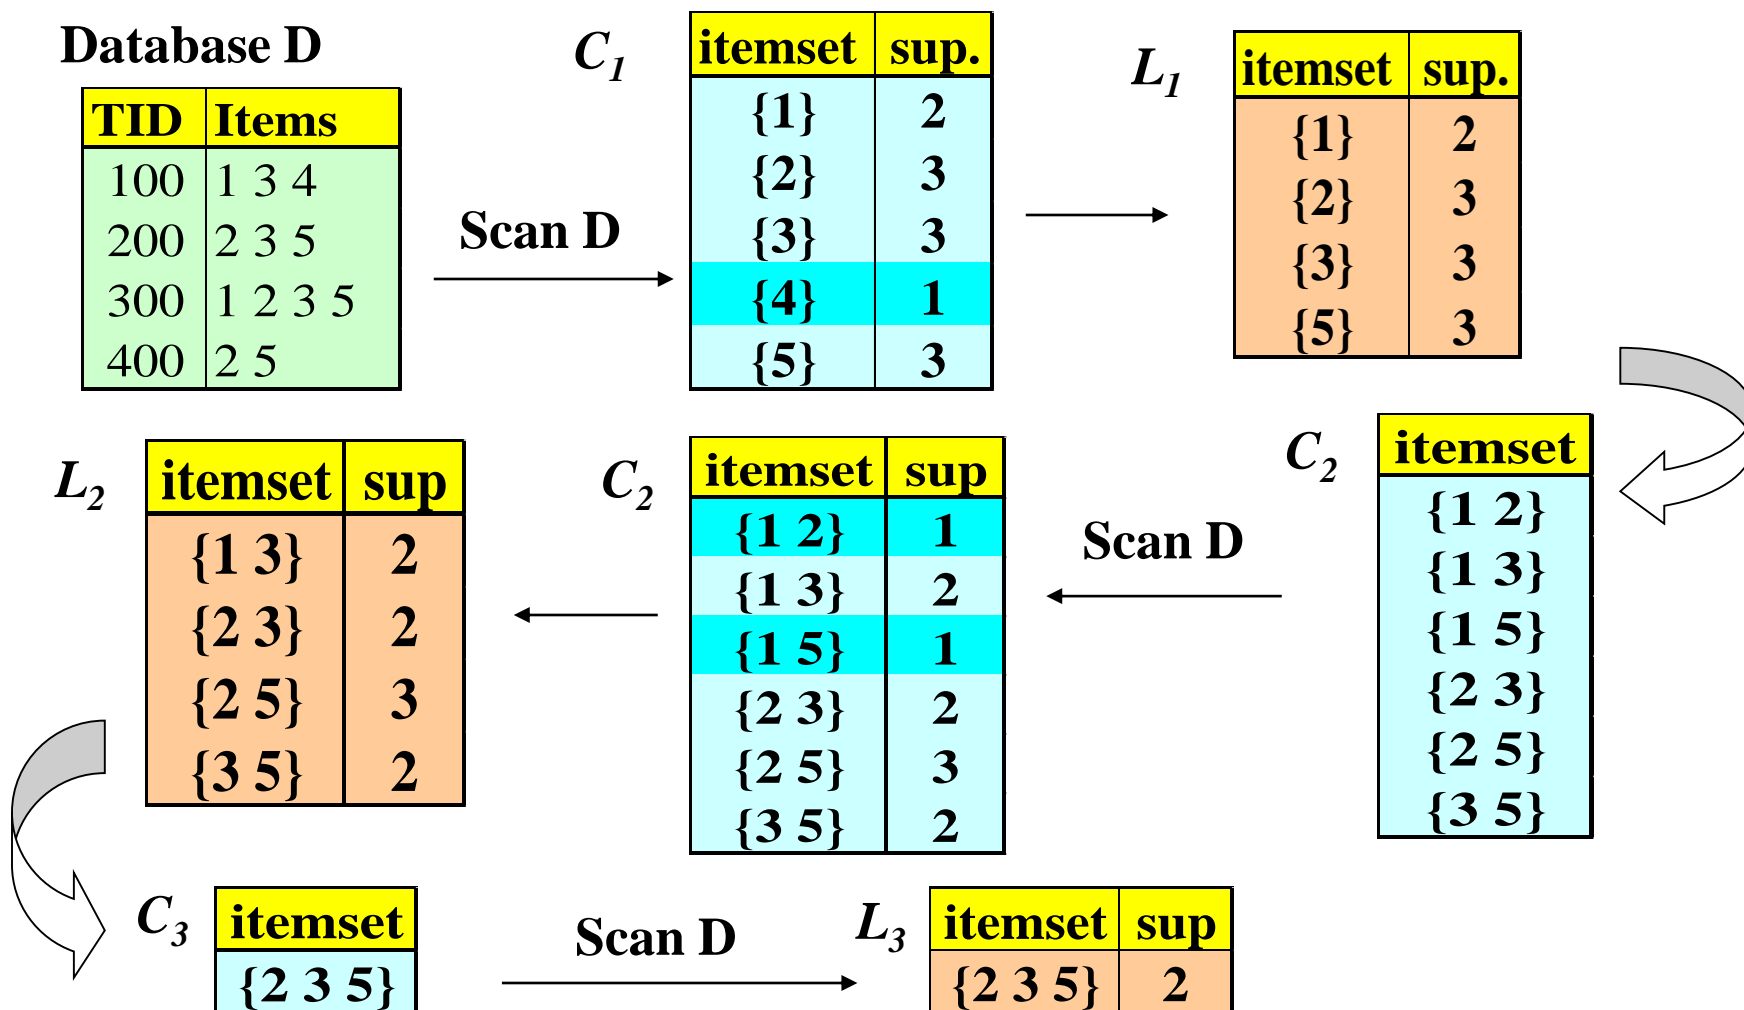 Database D
TID Items
100 1 3 4
200 2 3 5
300 1 2 3 5
400 2 5
Scan D
C1
itemset sup.
{1} 2
{2} 3
{3} 3
{4} 1
{5} 3
L1
itemset sup.
{1} 2
{2} 3
{3} 3
{5} 3
C2
itemset
{1 2}
{1 3}
{1 5}
{2 3}
{2 5}
{3 5}
Scan D
C2
itemset sup
{1 2} 1
{1 3} 2
{1 5} 1
{2 3} 2
{2 5} 3
{3 5} 2
L2
itemset sup
{1 3} 2
{2 3} 2
{2 5} 3
{3 5} 2
C3
itemset
{2 3 5}
Scan D
L3
itemset sup
{2 3 5} 2